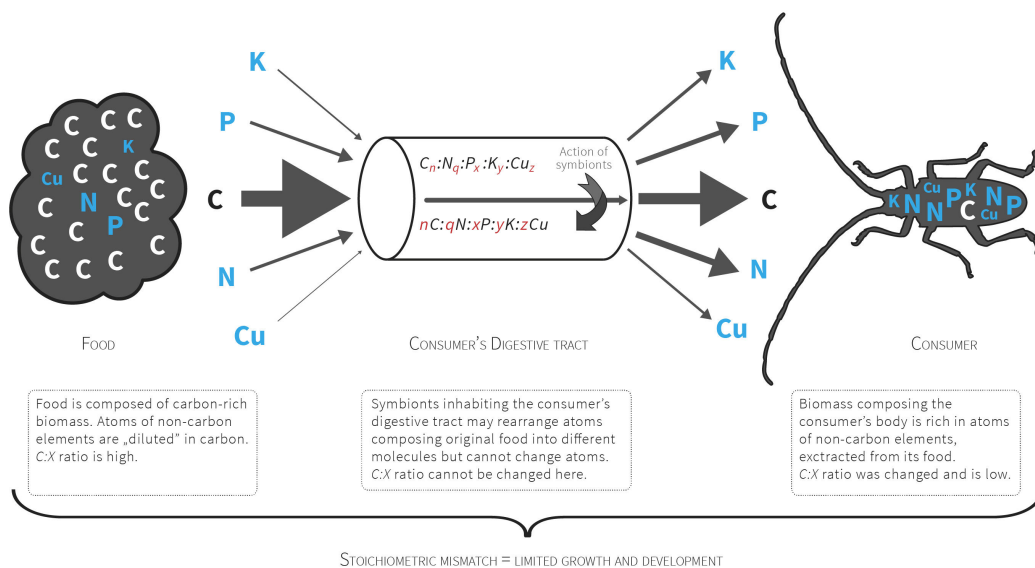 C
C
C
C
C
K
C
C
C
Cu
C
C
C
N
C
C
C
P
C
C
C
C
C
C
K
P
C
N
Cu
Cn:Nq:Px:Ky:Cuz
Action of
symbionts
nC:qN:xP:yK:zCu
K
P
C
N
Cu
K
N
Cu
N
P
K
C
Cu
N
P
Food
Consumer's Digestive tract
Consumer
Food is composed of carbon-rich
biomass. Atoms of non-carbon
elements are „diluted” in carbon.
C:X ratio is high.
Symbionts inhabiting the consumer's
digestive tract may rearrange atoms
composing original food into different
molecules but cannot change atoms.
C:X ratio cannot be changed here.
Biomass composing the
consumer's body is rich in atoms
of non-carbon elements,
exctracted from its food.
C:X ratio was changed and is low.
Stoichiometric mismatch = limited growth and development